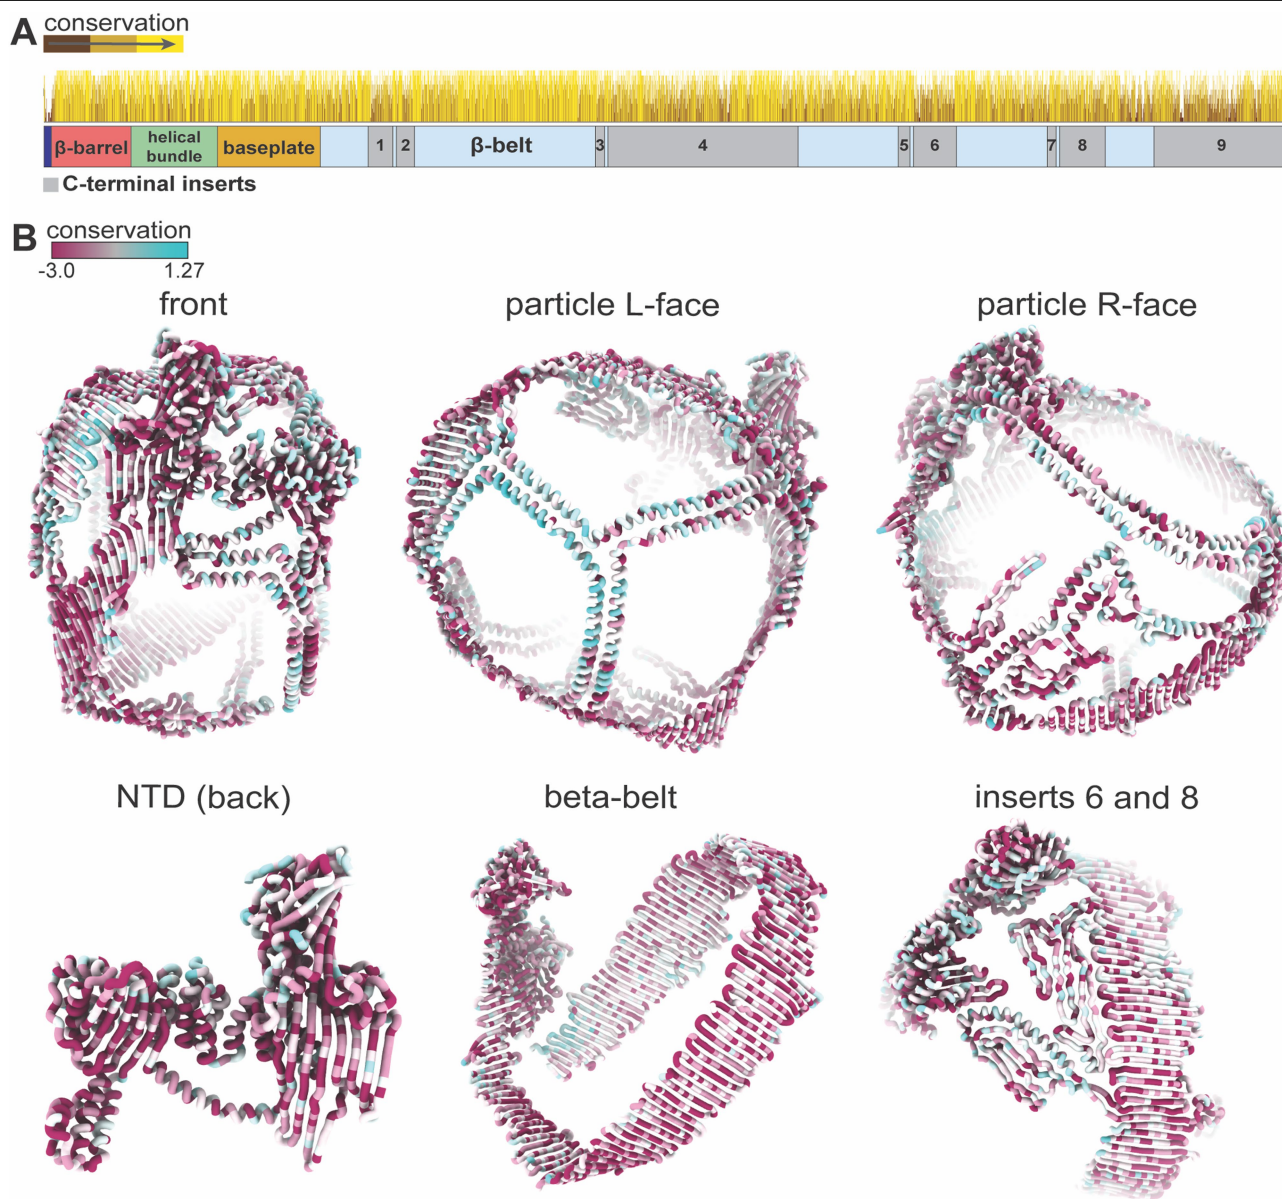 A
conservation
β-barrel helical bundle baseplate 1 2 β-belt 3 4 5 6 7 8 9
C-terminal inserts
B
conservation
-3.0 1.27
front particle L-face particle R-face
NTD (back) beta-belt inserts 6 and 8